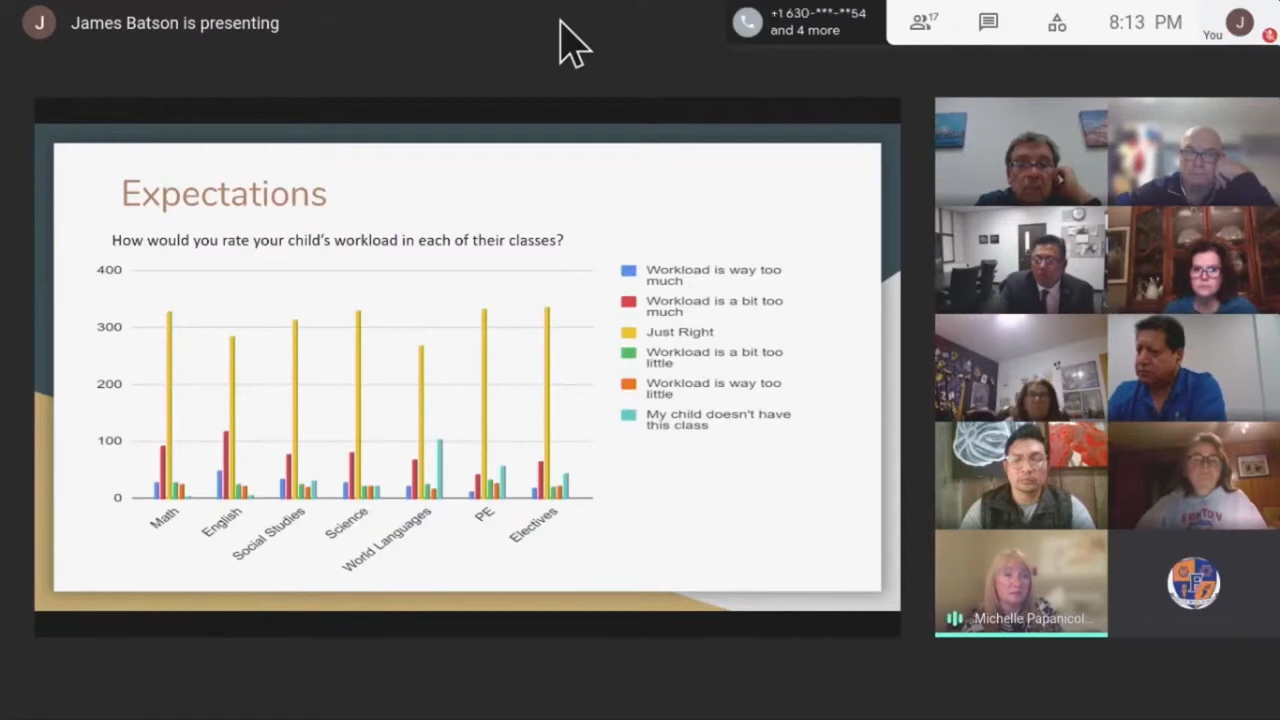 J
James Batson is presenting
+1 630-***-**54
and 4 more
17
8:13 PM
J
You
Expectations
How would you rate your child's workload in each of their classes?
400
300
200
100
0
Math
English
Social Studies
Science
World Languages
PE
Electives
Workload is way too
much
Workload is a bit too
much
Just Right
Workload is a bit too
little
Workload is way too
little
My child doesn't have
this class
Michelle Papanicol...
F